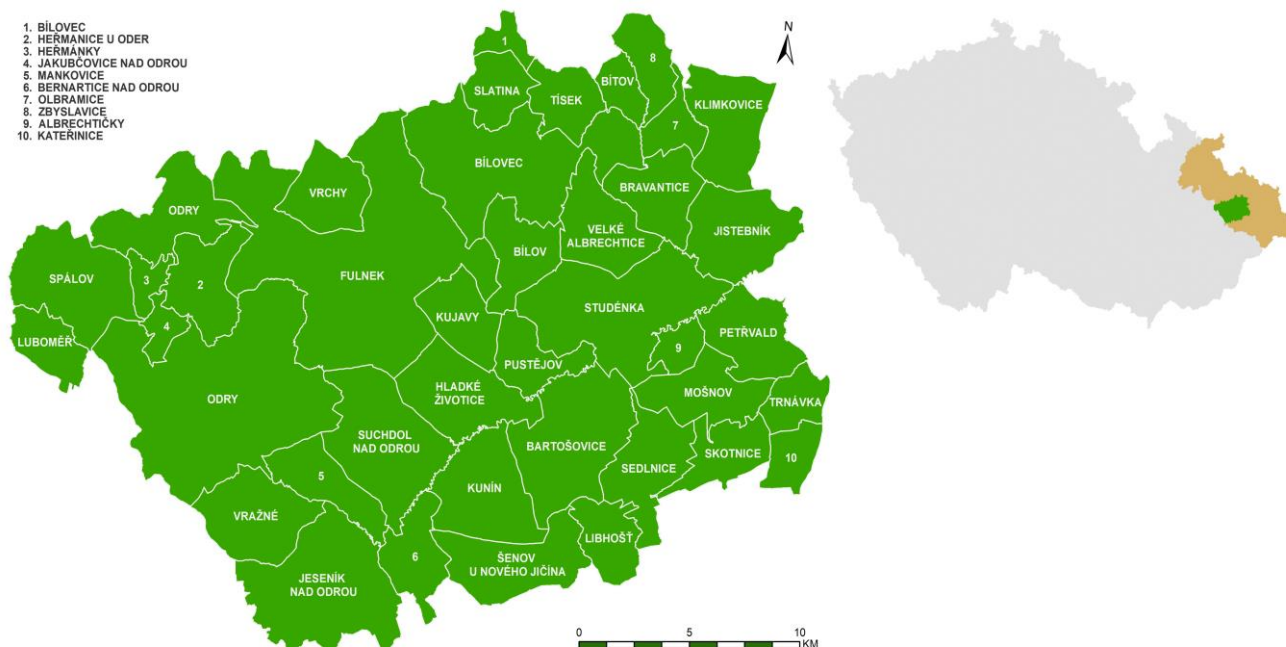 1. BÍLOVEC
2. HEŘMANICE U ODER
3. HEŘMÁNKY
4. JAKUBČOVICE NAD ODROU
5. MANKOVICE
6. BERNARTICE NAD ODROU
7. OLBRAMICE
8. ZBYSLAVICE
9. ALBRECHTIČKY
10. KATEŘINICE
N
1
8
SLATINA
TÍSEK
BÍTOV
KLIMKOVICE
7
BÍLOVEC
VRCHY
BRAVANTICE
ODRY
VELKÉ
ALBRECHTICE
JISTEBNÍK
BÍLOV
SPÁLOV
3
2
FULNEK
STUDÉNKA
KUJAVY
4
PETŘVALD
LUBOMĚŘ
9
PUSTĚJOV
HLADKÉ
ŽIVOTICE
MOŠNOV
ODRY
TRNÁVKA
SUCHDOL
NAD ODROU
BARTOŠOVICE
SKOTNICE
10
SEDLNICE
5
KUNÍN
VRAŽNÉ
LIBHOŠŤ
6
ŠENOV
U NOVÉHO JIČÍNA
JESENÍK
NAD ODROU
0 5 10
KM